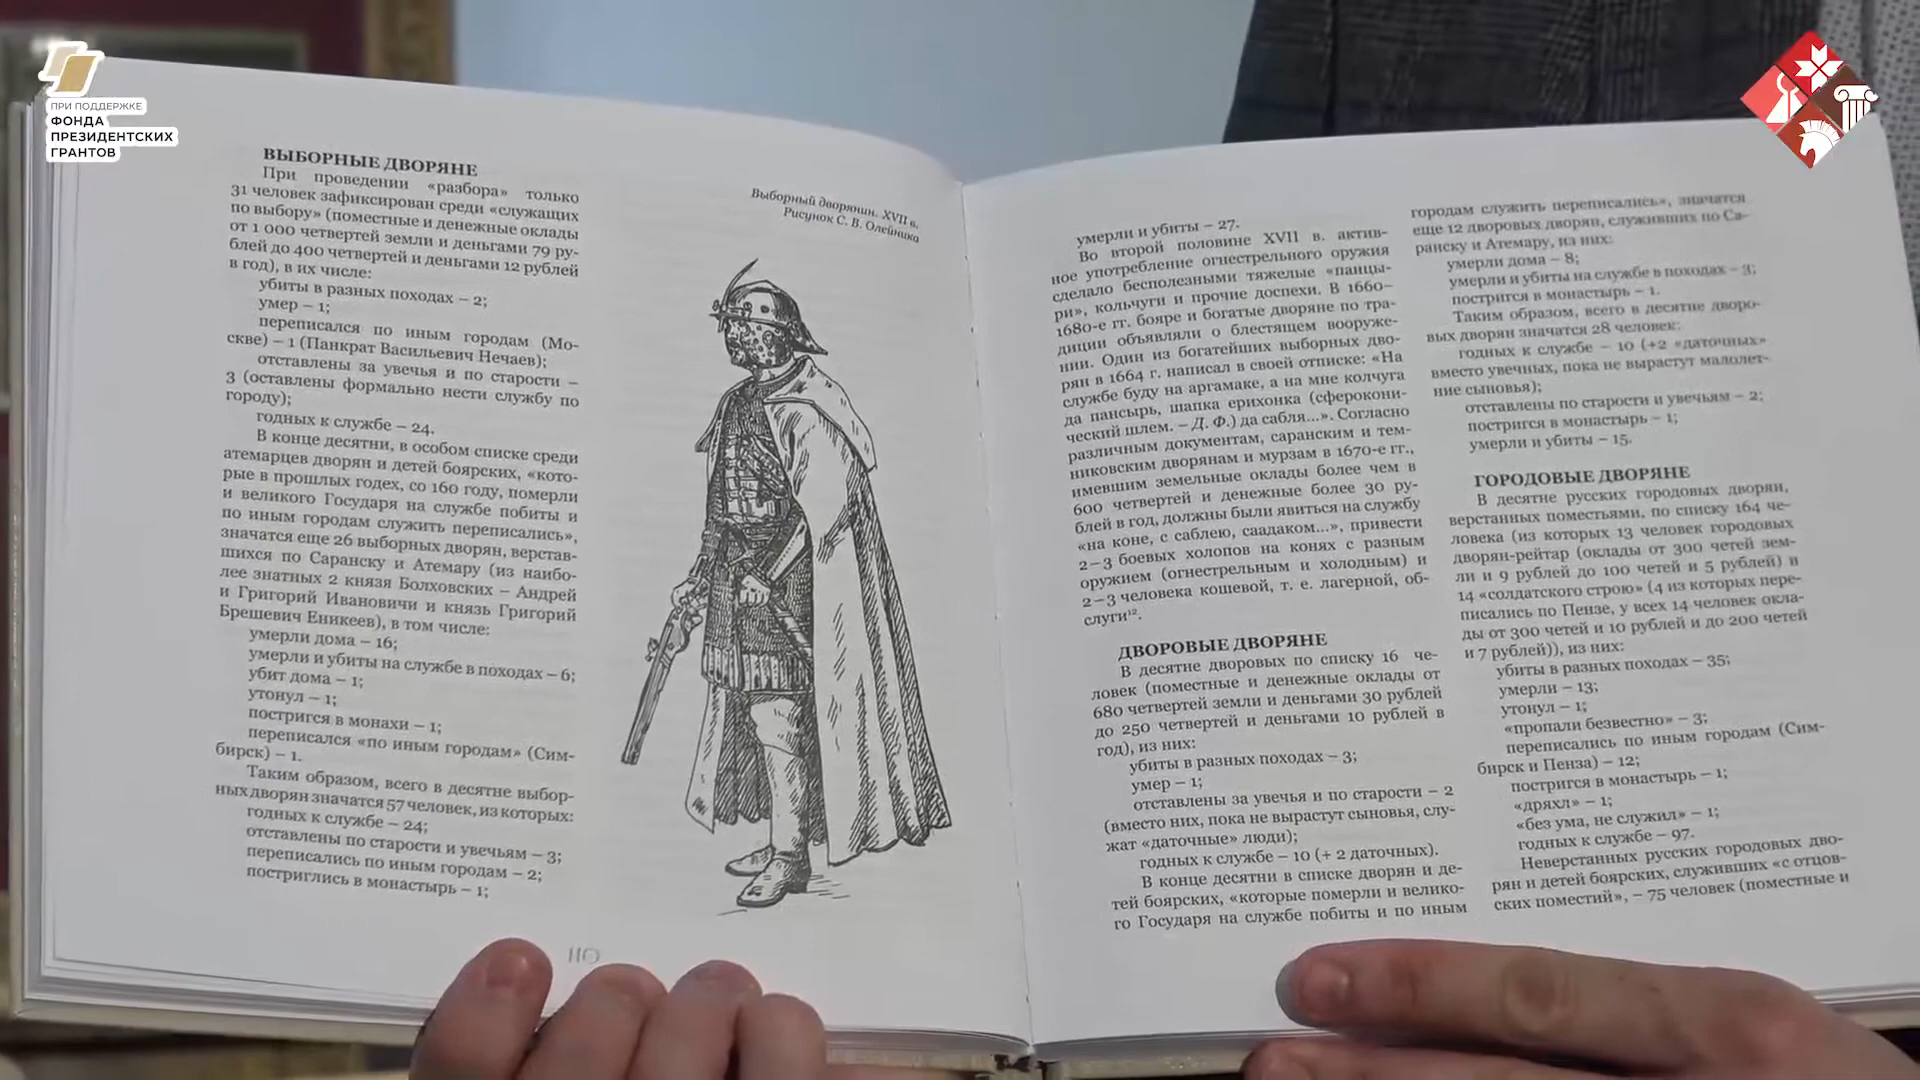 ПРИ ПОДДЕРЖКЕ
ФОНДА
ПРЕЗИДЕНТСКИХ
ГРАНТОВ
ВЫБОРНЫЕ ДВОРЯНЕ
При проведении «разбора» только
31 человек зафиксирован среди «служащих
по выбору» (поместные и денежные оклады
от 1 000 четвертей земли и деньгами 79 ру-
блей до 400 четвертей и деньгами 12 рублей
в год), в их числе:
убиты в разных походах – 2;
умер – 1;
переписался по иным городам (Мо-
скве) – 1 (Панкрат Васильевич Нечаев);
отставлены за увечья и по старости –
3 (оставлены формально нести службу по
городу);
годных к службе – 24.
В конце десятни, в особом списке среди
атемарцев дворян и детей боярских, «кото-
рые в прошлых годех, со 160 году, померли
и великого Государя на службе побиты и
по иным городам служить переписались»,
значатся еще 26 выборных дворян, верстав-
шихся по Саранску и Атемару (из наибо-
лее знатных 2 князя Болховских – Андрей
и Григорий Ивановичи и князь Григорий
Брешевич Еникеев), в том числе:
умерли дома – 16;
умерли и убиты на службе в походах – 6;
убит дома – 1;
утонул – 1;
постригся в монахи – 1;
переписался «по иным городам» (Сим-
бирск) – 1.
Таким образом, всего в десятне выбор-
ных дворян значатся 57 человек, из которых:
годных к службе – 24;
отставлены по старости и увечьям – 3;
переписались по иным городам – 2;
постриглись в монастырь – 1;
110
Выборный дворянин. XVII в.
Рисунок С. В. Олейника
умерли и убиты – 27.
Во второй половине XVII в. актив-
ное употребление огнестрельного оружия
сделало бесполезными тяжелые «панцы-
ри», кольчуги и прочие доспехи. В 1660–
1680-е гг. бояре и богатые дворяне по тра-
диции объявляли о блестящем вооруже-
нии. Один из богатейших выборных дво-
рян в 1664 г. написал в своей отписке: «На
службе буду на аргамаке, а на мне колчуга
да пансырь, шапка ерихонка (сферокони-
ческий шлем. – Д. Ф.) да сабля...». Согласно
различным документам, саранским и тем-
никовским дворянам и мурзам в 1670-е гг.,
имевшим земельные оклады более чем в
600 четвертей и денежные более 30 ру-
блей в год, должны были явиться на службу
«на коне, с саблею, саадаком...», привести
2–3 боевых холопов на конях с разным
оружием (огнестрельным и холодным) и
2–3 человека кошевой, т. е. лагерной, об-
слуги¹².
ДВОРОВЫЕ ДВОРЯНЕ
В десятне дворовых по списку 16 че-
ловек (поместные и денежные оклады от
680 четвертей земли и деньгами 30 рублей
до 250 четвертей и деньгами 10 рублей в
год), из них:
убиты в разных походах – 3;
умер – 1;
отставлены за увечья и по старости – 2
(вместо них, пока не вырастут сыновья, слу-
жат «даточные» люди);
годных к службе – 10 (+ 2 даточных).
В конце десятни в списке дворян и де-
тей боярских, «которые померли и велико-
го Государя на службе побиты и по иным
городам служить переписались», значатся
еще 12 дворовых дворян, служивших по Са-
ранску и Атемару, из них:
умерли дома – 8;
умерли и убиты на службе в походах – 3;
постригся в монастырь – 1.
Таким образом, всего в десятне дворо-
вых дворян значатся 28 человек:
годных к службе – 10 (+2 «даточных»
вместо увечных, пока не вырастут малолет-
ние сыновья);
отставлены по старости и увечьям – 2;
постригся в монастырь – 1;
умерли и убиты – 15.
ГОРОДОВЫЕ ДВОРЯНЕ
В десятне русских городовых дворян,
верстанных поместьями, по списку 164 че-
ловека (из которых 13 человек городовых
дворян-рейтар (оклады от 300 четей зем-
ли и 9 рублей до 100 четей и 5 рублей) и
14 «солдатского строю» (4 из которых пере-
писались по Пензе, у всех 14 человек окла-
ды от 300 четей и 10 рублей и до 200 четей
и 7 рублей)), из них:
убиты в разных походах – 35;
умерли – 13;
утонул – 1;
«пропали безвестно» – 3;
переписались по иным городам (Сим-
бирск и Пенза) – 12;
постригся в монастырь – 1;
«дряхл» – 1;
«без ума, не служил» – 1;
годных к службе – 97.
Неверстанных русских городовых дво-
рян и детей боярских, служивших «с отцов-
ских поместий», – 75 человек (поместные и